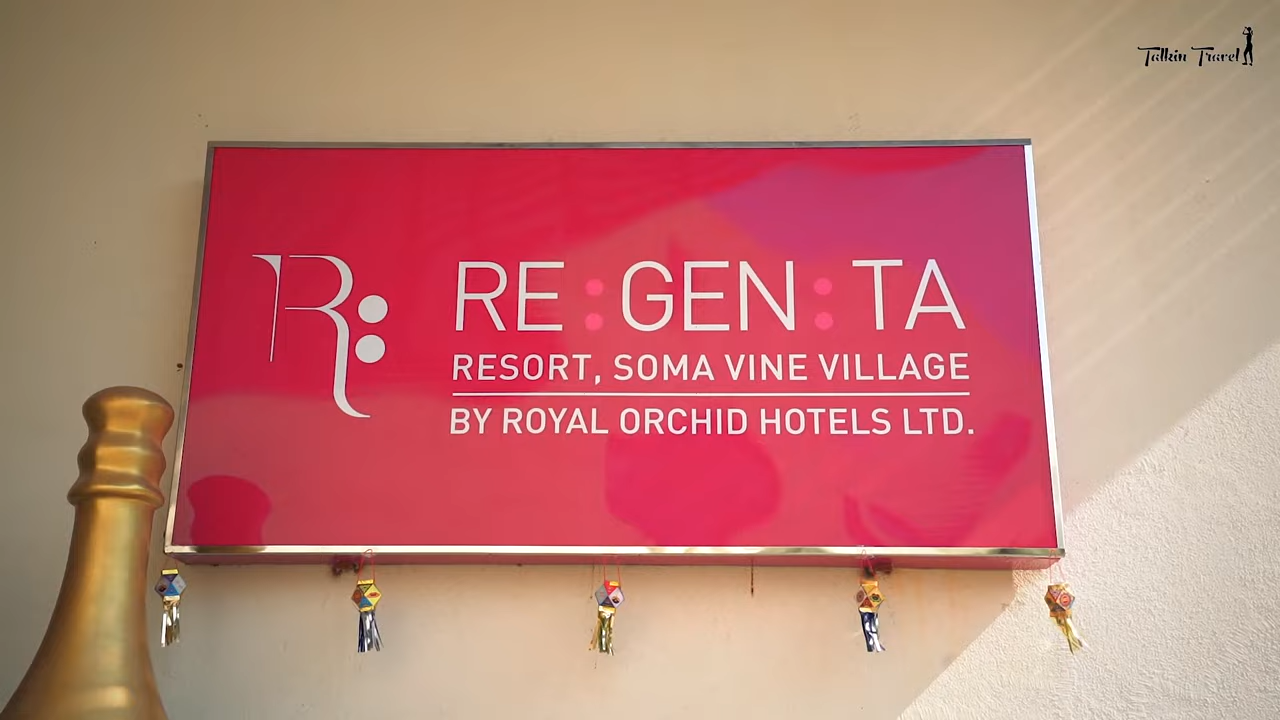 Talkin Travel
R:
RE:GEN:TA
RESORT, SOMA VINE VILLAGE
BY ROYAL ORCHID HOTELS LTD.